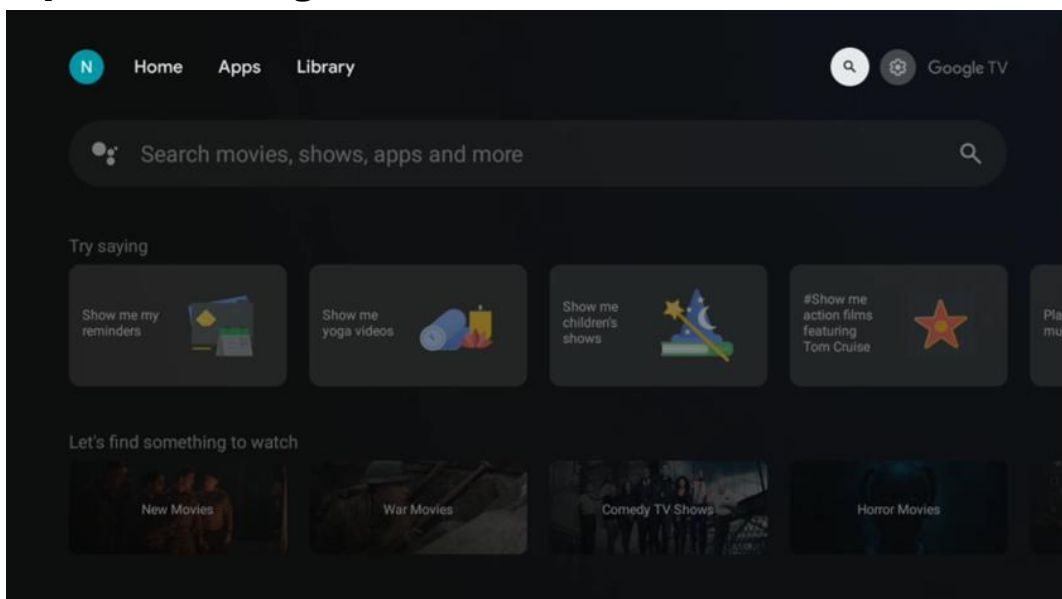 N Home Apps Library Google TV
Search movies, shows, apps and more
Try saying
Show me my
reminders
Show me
yoga videos
Show me
children's
shows
#Show me
action films
featuring
Tom Cruise
Let's find something to watch
New Movies
War Movies
Comedy TV Shows
Horror Movies